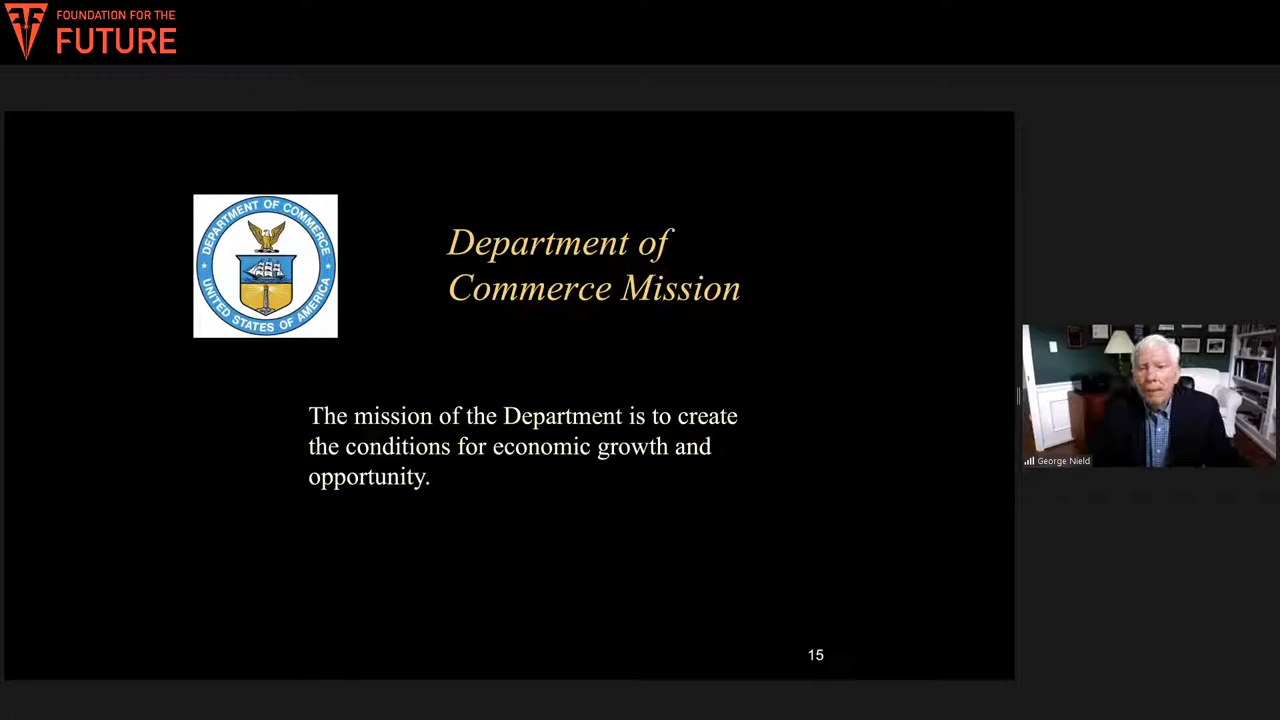 FOUNDATION FOR THE
FUTURE
DEPARTMENT OF COMMERCE
UNITED STATES OF AMERICA
Department of
Commerce Mission
The mission of the Department is to create
the conditions for economic growth and
opportunity.
George Nield
15